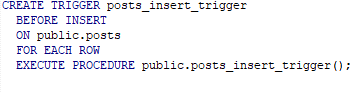 CREATE TRIGGER posts_insert_trigger
BEFORE INSERT
ON public.posts
FOR EACH ROW
EXECUTE PROCEDURE public.posts_insert_trigger();